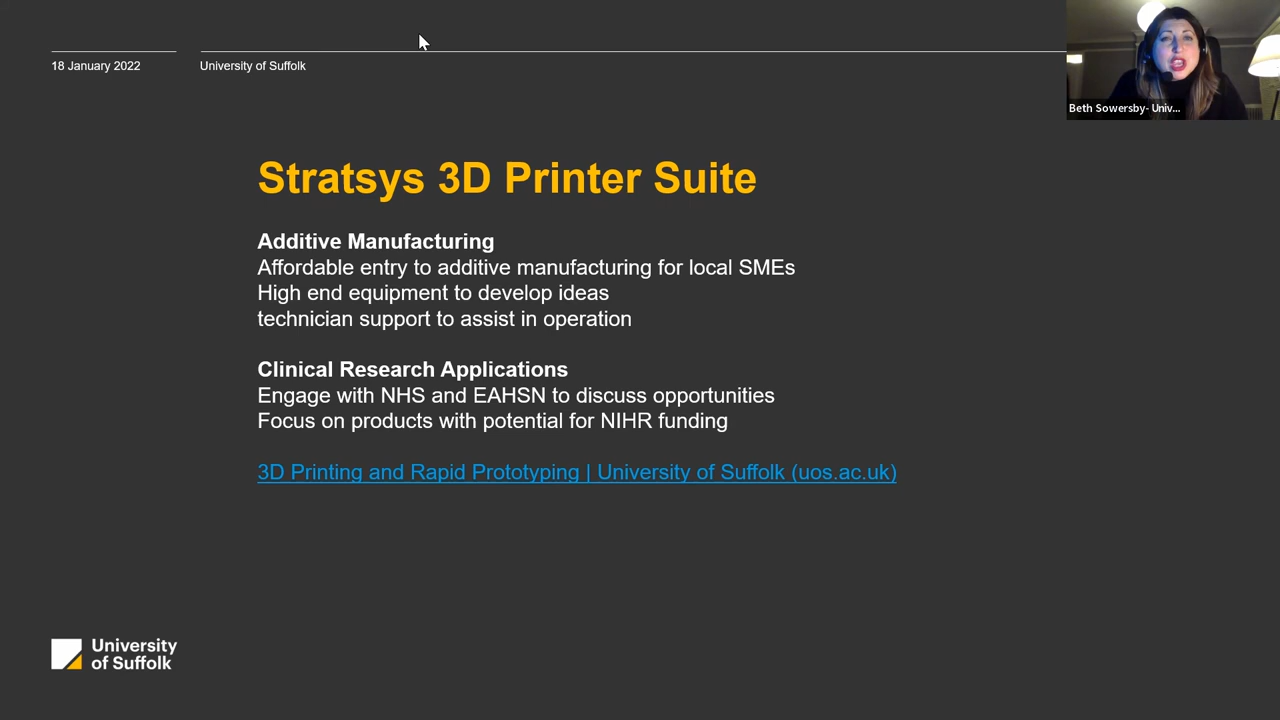 18 January 2022
University of Suffolk
Beth Sowersby- Univ...
Stratsys 3D Printer Suite
Additive Manufacturing
Affordable entry to additive manufacturing for local SMEs
High end equipment to develop ideas
technician support to assist in operation
Clinical Research Applications
Engage with NHS and EAHSN to discuss opportunities
Focus on products with potential for NIHR funding
3D Printing and Rapid Prototyping | University of Suffolk (uos.ac.uk)
University
of Suffolk